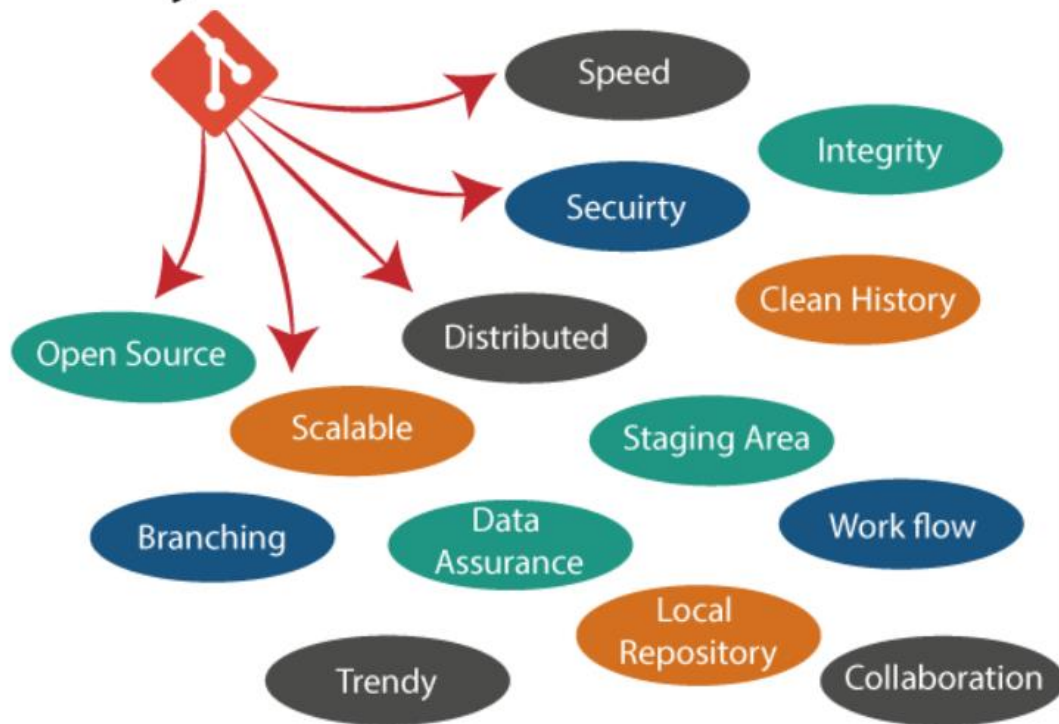 Speed
Integrity
Secuirty
Clean History
Distributed
Open Source
Scalable
Staging Area
Branching
Data
Assurance
Work flow
Local
Repository
Trendy
Collaboration